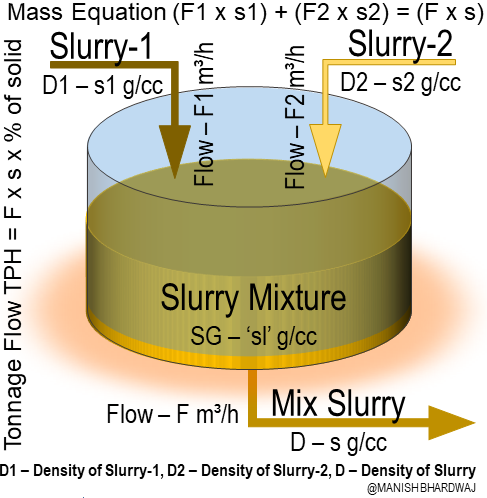 Mass Equation (F1 x s1) + (F2 x s2) = (F x s)
Slurry-1
D1 – s1 g/cc
Flow – F1 m³/h
Flow – F2 m³/h
Slurry-2
D2 – s2 g/cc
Tonnage Flow TPH = F x s x % of solid
Slurry Mixture
SG – ‘sl’ g/cc
Flow – F m³/h
Mix Slurry
D – s g/cc
D1 – Density of Slurry-1, D2 – Density of Slurry-2, D – Density of Slurry
@MANISH BHARDWAJ